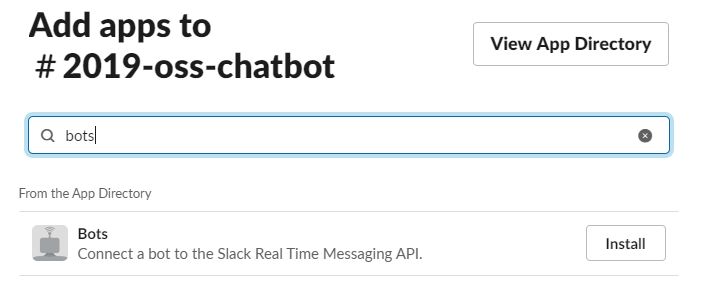 Add apps to
# 2019-oss-chatbot
View App Directory
bots
From the App Directory
Bots
Connect a bot to the Slack Real Time Messaging API.
Install